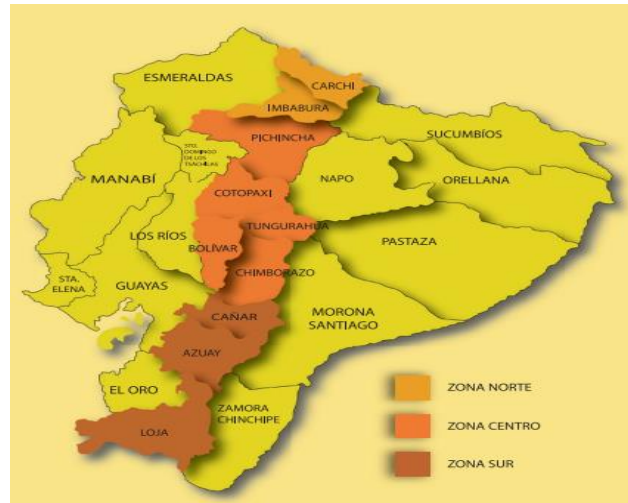 ESMERALDAS
CARCHI
IMBABURA
PICHINCHA
SUCUMBÍOS
STO.
DOMINGO
DE LOS
TSACHILAS
MANABÍ
NAPO
ORELLANA
COTOPAXI
TUNGURAHUA
LOS RÍOS
BOLÍVAR
PASTAZA
CHIMBORAZO
STA.
ELENA
GUAYAS
MORONA
SANTIAGO
CAÑAR
AZUAY
EL ORO
ZAMORA
CHINCHIPE
LOJA
ZONA NORTE
ZONA CENTRO
ZONA SUR